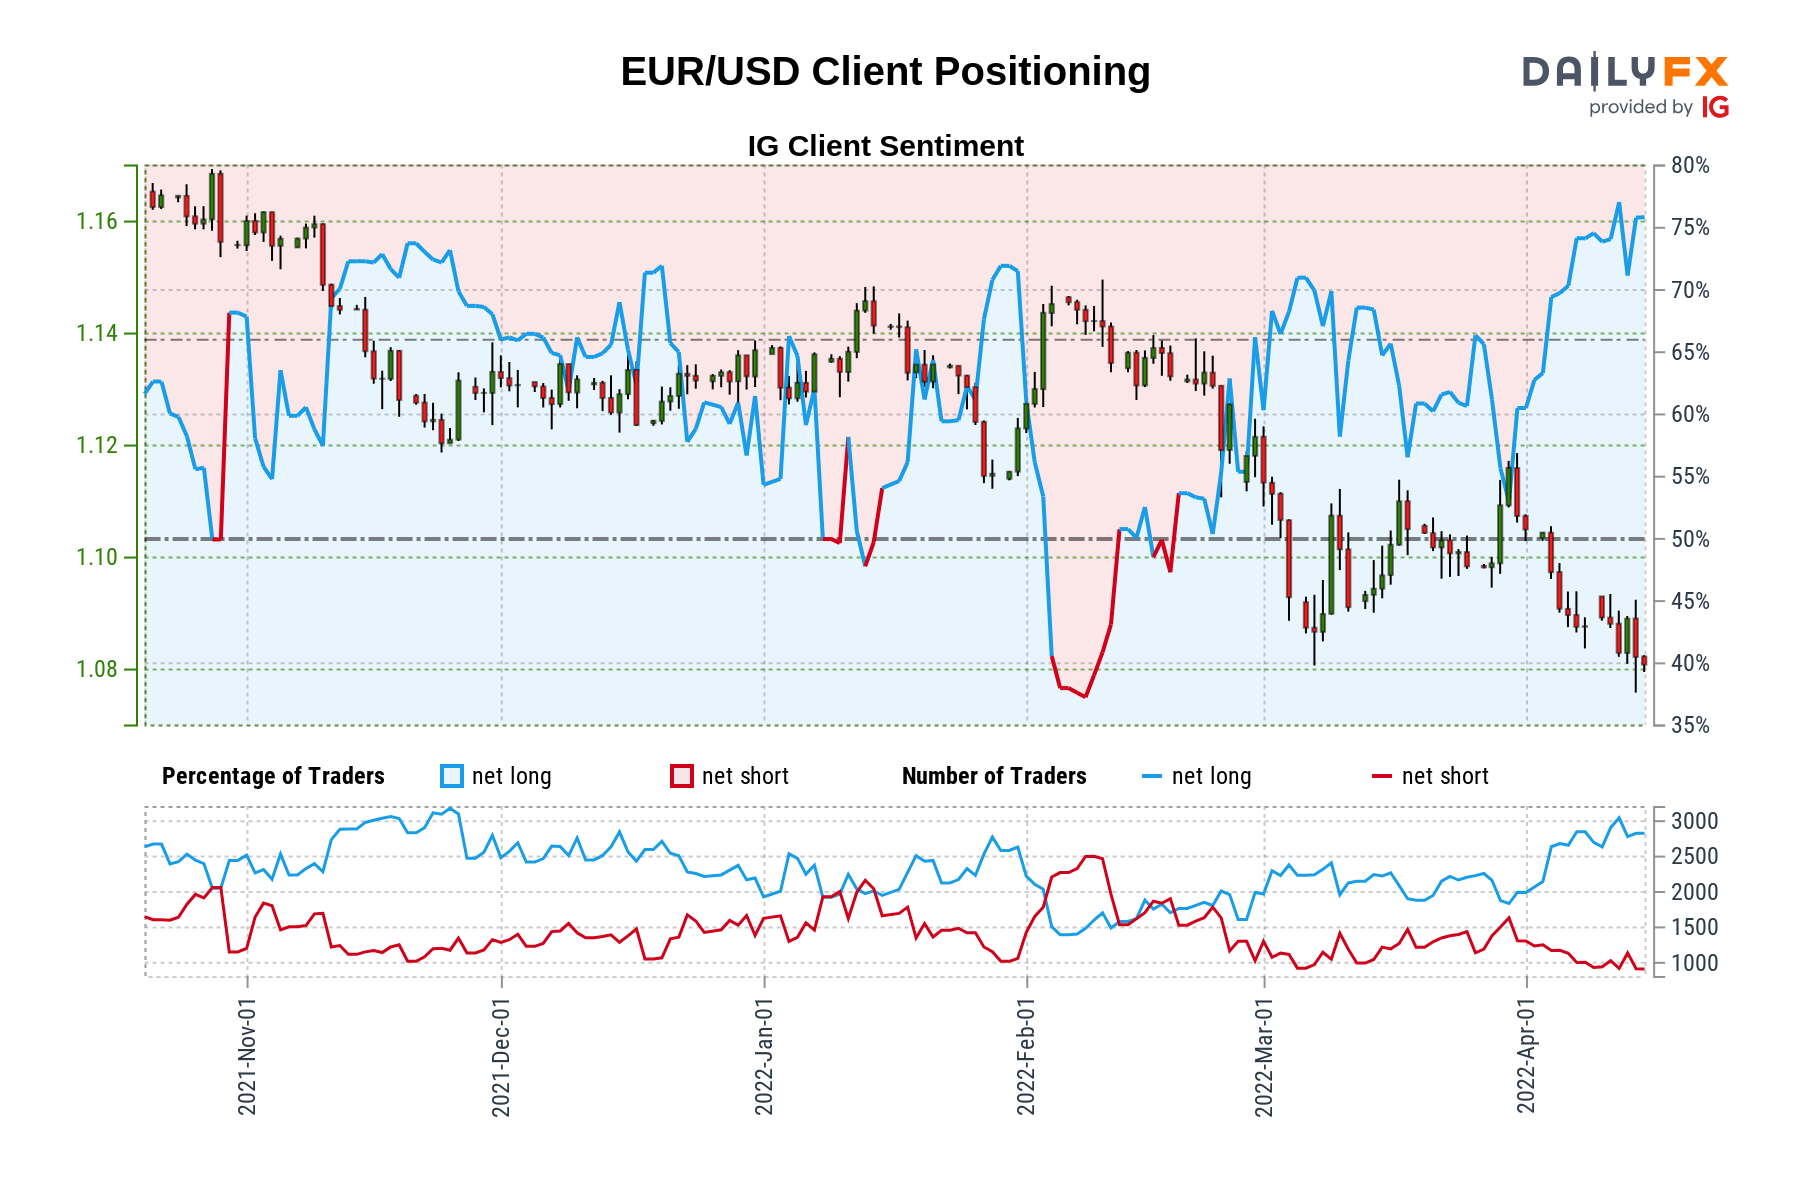 EUR/USD Client Positioning
DAILYFX
provided by IG
IG Client Sentiment
1.16
1.14
1.12
1.10
1.08
80%
75%
70%
65%
60%
55%
50%
45%
40%
35%
Percentage of Traders net long net short Number of Traders net long net short
3000
2500
2000
1500
1000
2021-Nov-01
2021-Dec-01
2022-Jan-01
2022-Feb-01
2022-Mar-01
2022-Apr-01